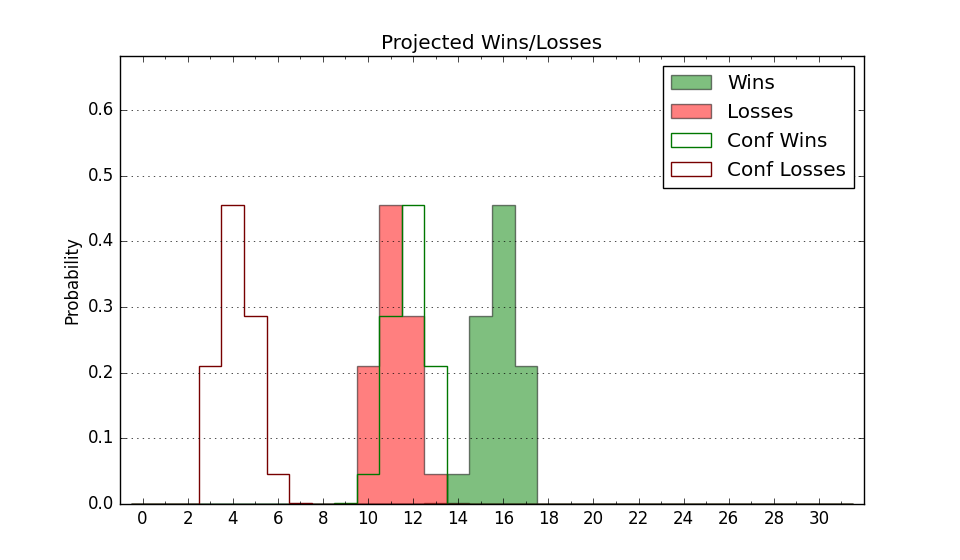 Projected Wins/Losses
Wins
Losses
Conf Wins
Conf Losses
Probability
0.6
0.5
0.4
0.3
0.2
0.1
0.0
0 2 4 6 8 10 12 14 16 18 20 22 24 26 28 30